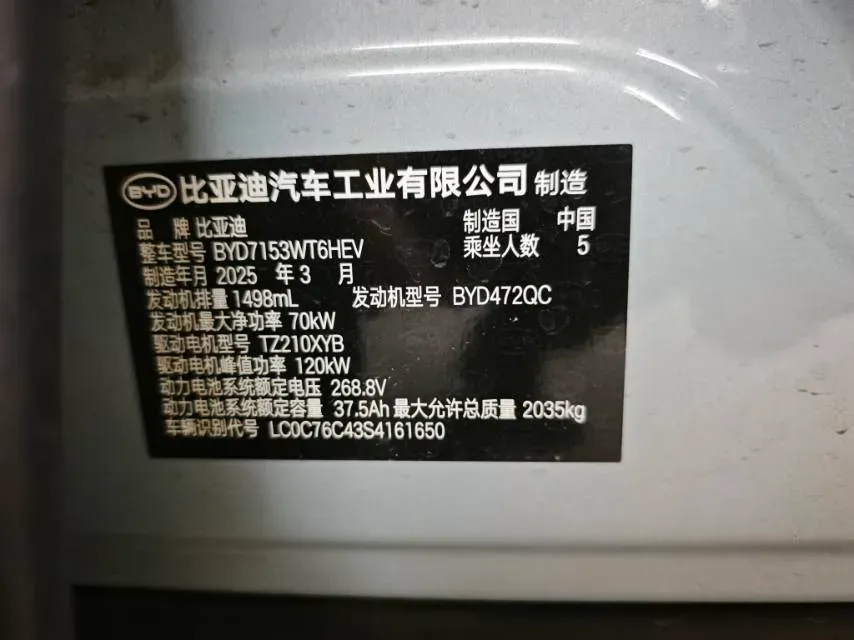 BYD 比亚迪汽车工业有限公司 制造
品 牌 比亚迪 制造国 中国
整车型号 BYD7153WT6HEV 乘坐人数 5
制造年月 2025 年 3 月
发动机排量 1498mL 发动机型号 BYD472QC
发动机最大净功率 70kW
驱动电机型号 TZ210XYB
驱动电机峰值功率 120kW
动力电池系统额定电压 268.8V
动力电池系统额定容量 37.5Ah 最大允许总质量 2035kg
车辆识别代号 LC0C76C43S4161650